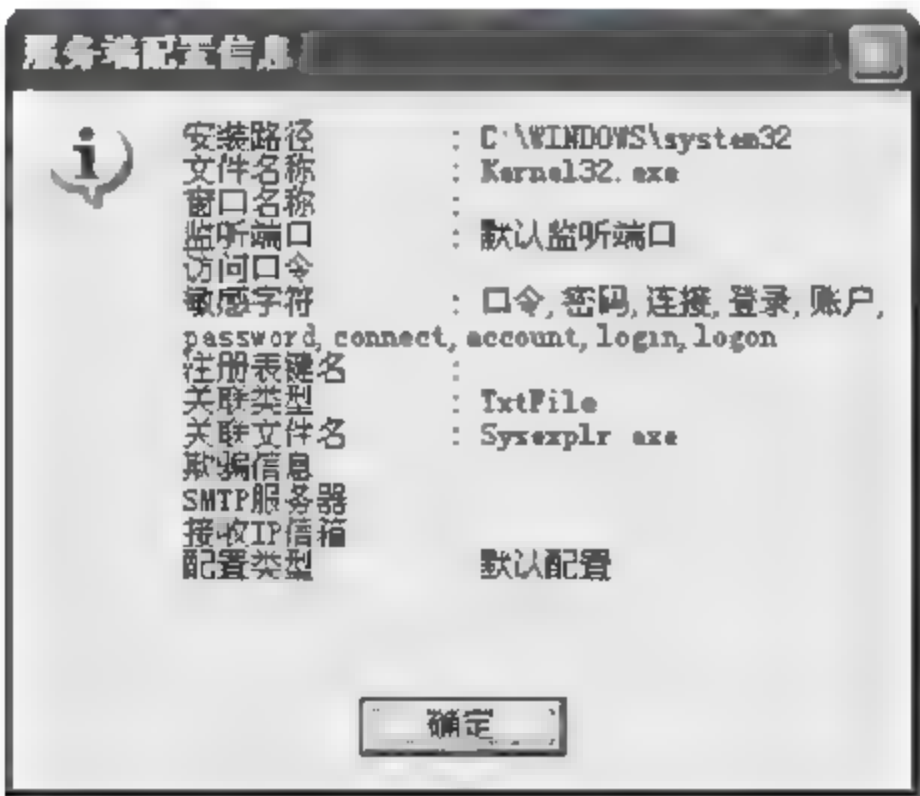 服务端配置信息
安装路径 : C:\WINDOWS\system32
文件名称 : Kernel32.exe
窗口名称 :
监听端口 : 默认监听端口
访问口令
敏感字符 : 口令,密码,连接,登录,账户,
password,connect,account,login,logon
注册表键名 :
关联类型 : TxtFile
关联文件名 : Sysexplr exe
欺骗信息
SMTP服务器
接收IP信箱
配置类型 默认配置
确定